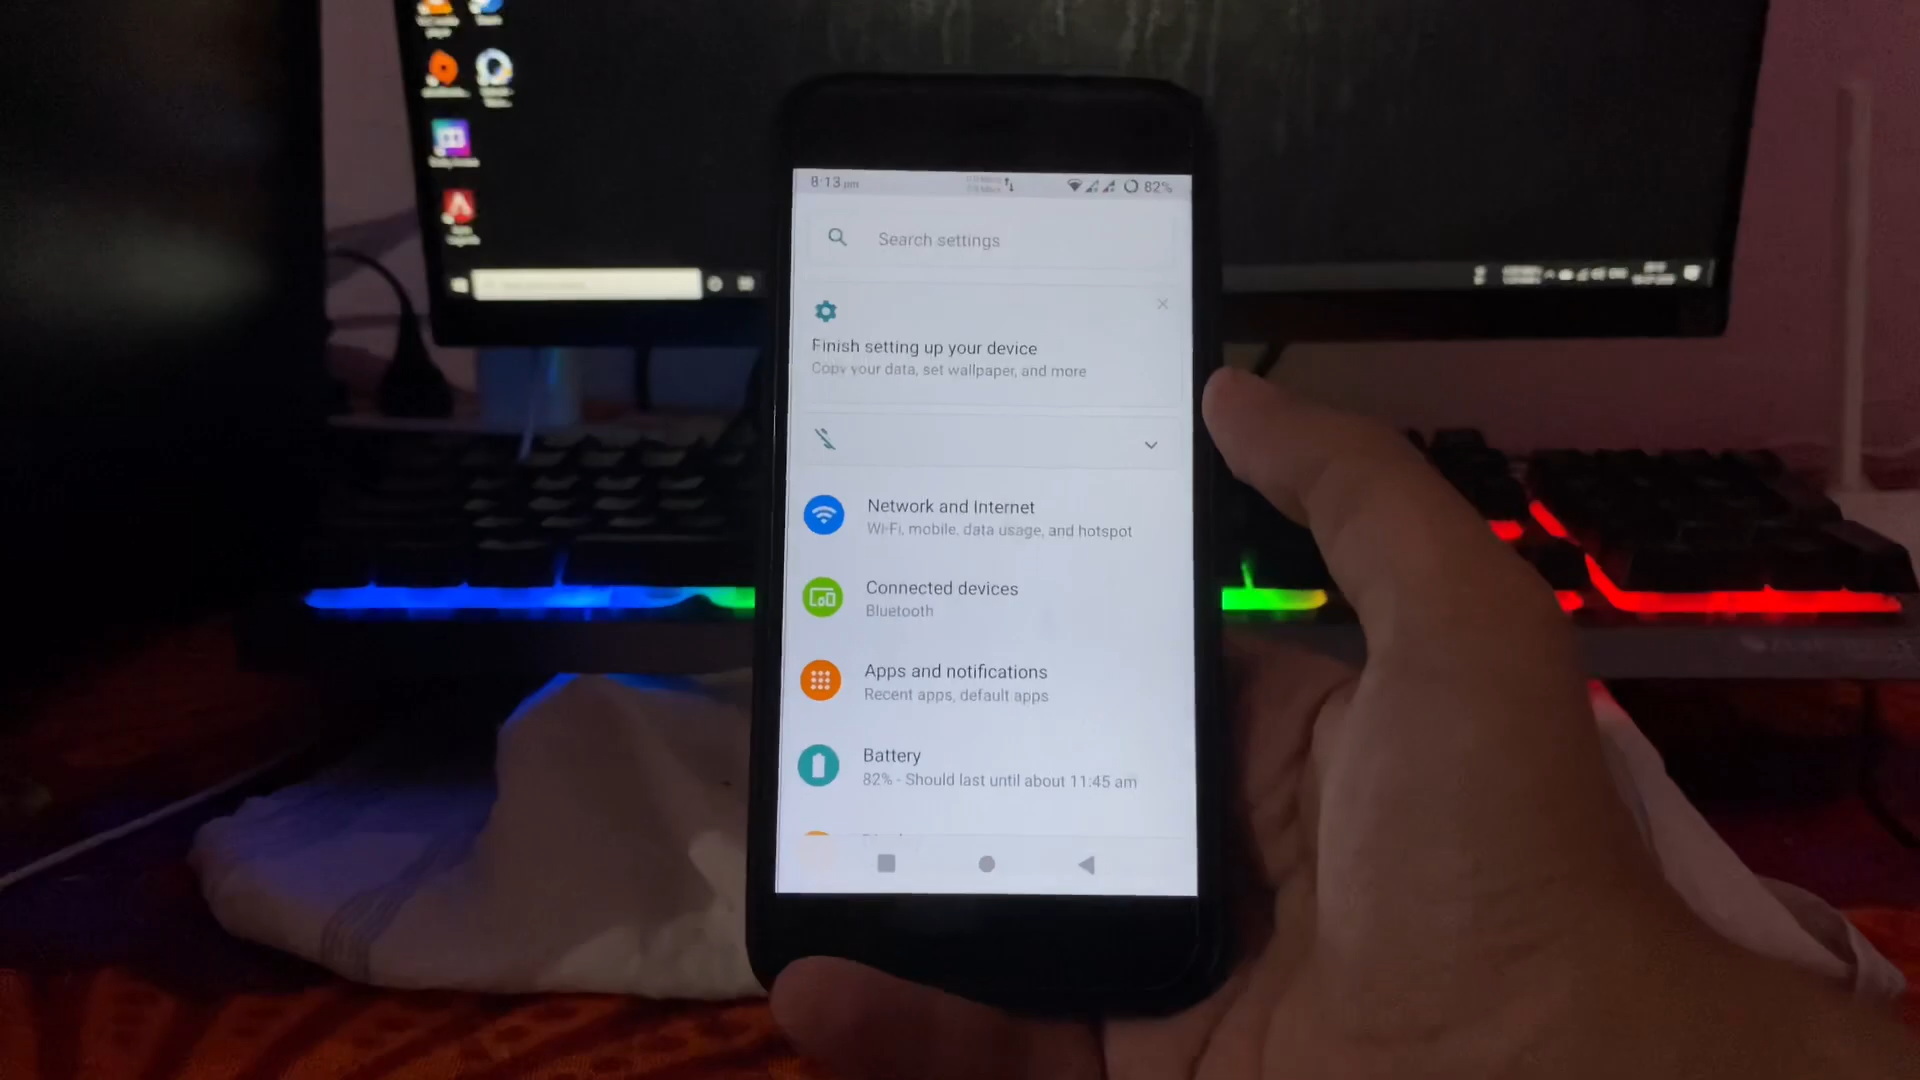 8:13 pm
82%
Search settings
Finish setting up your device
Copy your data, set wallpaper, and more
Network and Internet
Wi-Fi, mobile, data usage, and hotspot
Connected devices
Bluetooth
Apps and notifications
Recent apps, default apps
Battery
82% - Should last until about 11:45 am